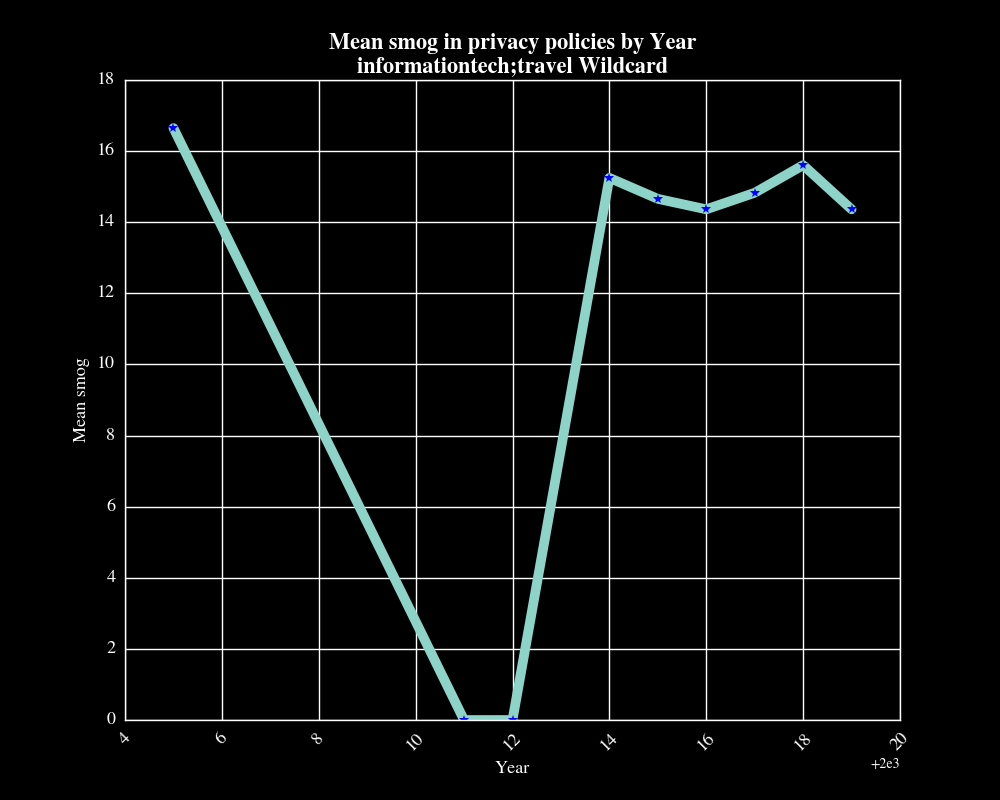 Mean smog in privacy policies by Year
informationtech;travel Wildcard
18
16
14
12
10
8
6
4
2
0
Mean smog
4 6 8 10 12 14 16 18 20
Year
+2e3